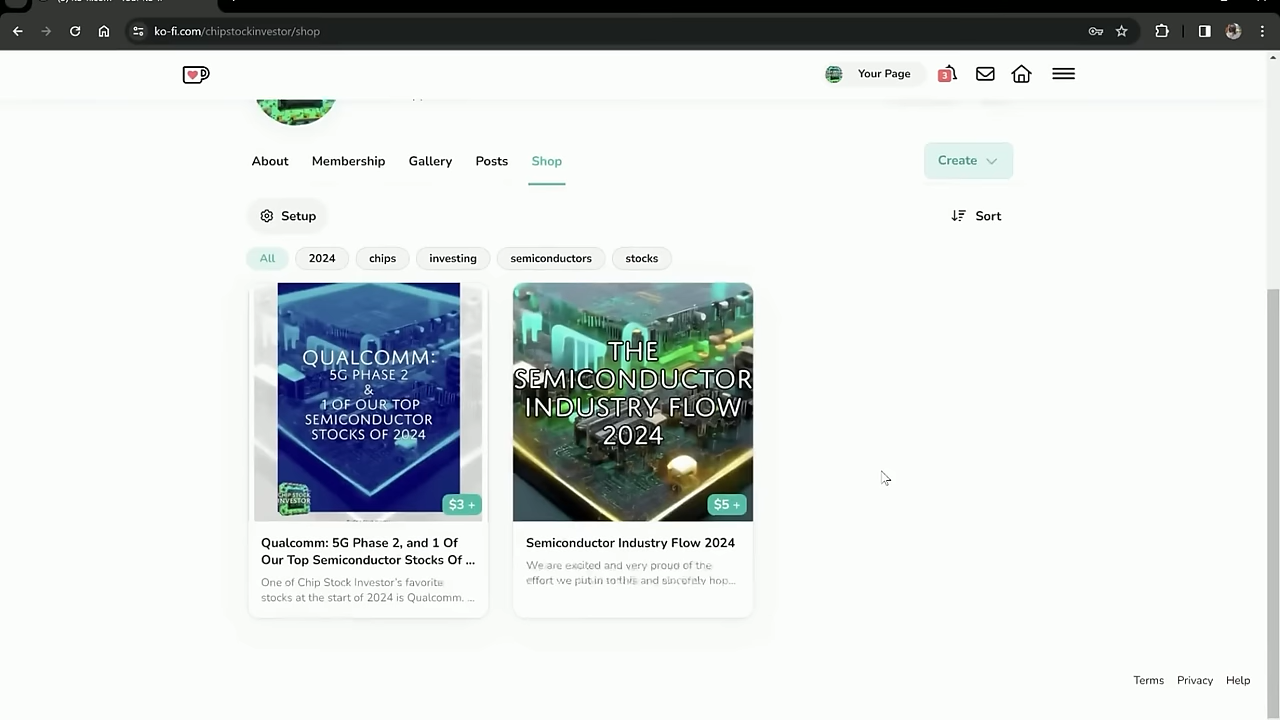 ko-fi.com/chipstockinvestor/shop
Your Page
3
About
Membership
Gallery
Posts
Shop
Create
Setup
Sort
All
2024
chips
investing
semiconductors
stocks
QUALCOMM:
5G PHASE 2
&
1 OF OUR TOP
SEMICONDUCTOR
STOCKS OF 2024
CHIP STOCK
INVESTOR
$3 +
THE
SEMICONDUCTOR
INDUSTRY FLOW
2024
$5 +
Qualcomm: 5G Phase 2, and 1 Of
Our Top Semiconductor Stocks Of ...
One of Chip Stock Investor's favorite
stocks at the start of 2024 is Qualcomm. ...
Semiconductor Industry Flow 2024
We are excited and very proud of the
effort we put in to this and sincerely hop...
Terms
Privacy
Help